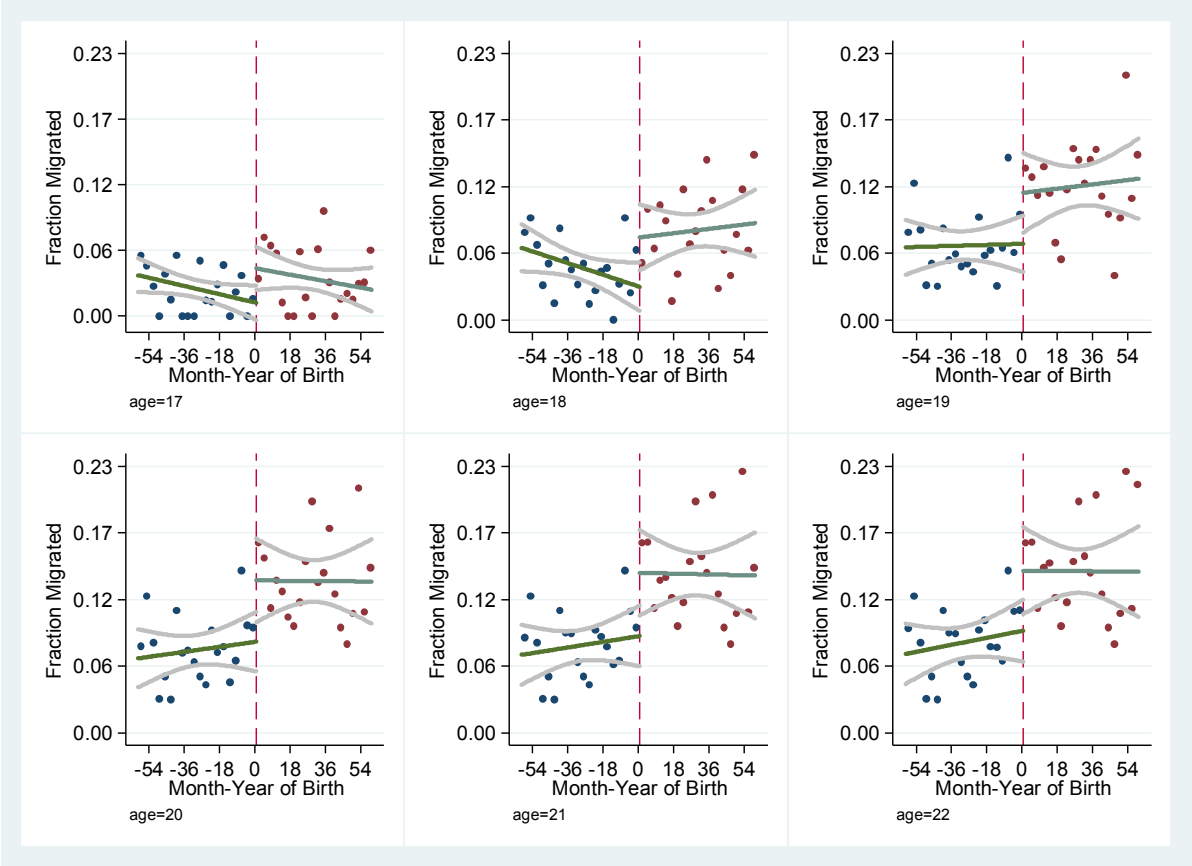 Fraction Migrated
0.23
0.17
0.12
0.06
0.00
-54 -36 -18 0 18 36 54
Month-Year of Birth
age=17
Fraction Migrated
0.23
0.17
0.12
0.06
0.00
-54 -36 -18 0 18 36 54
Month-Year of Birth
age=18
Fraction Migrated
0.23
0.17
0.12
0.06
0.00
-54 -36 -18 0 18 36 54
Month-Year of Birth
age=19
Fraction Migrated
0.23
0.17
0.12
0.06
0.00
-54 -36 -18 0 18 36 54
Month-Year of Birth
age=20
Fraction Migrated
0.23
0.17
0.12
0.06
0.00
-54 -36 -18 0 18 36 54
Month-Year of Birth
age=21
Fraction Migrated
0.23
0.17
0.12
0.06
0.00
-54 -36 -18 0 18 36 54
Month-Year of Birth
age=22